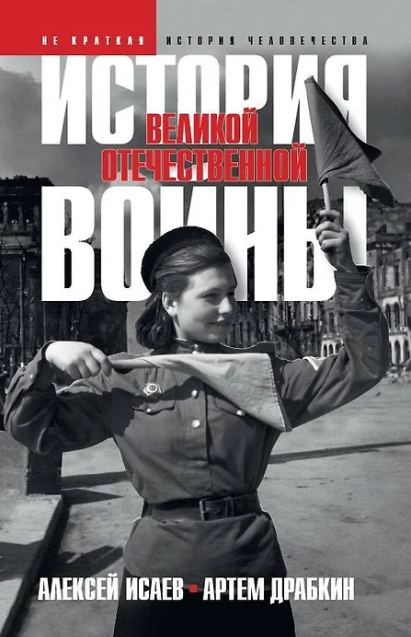 НЕ КРАТКАЯ ИСТОРИЯ ЧЕЛОВЕЧЕСТВА
ИСТОРИЯ
ВЕЛИКОЙ
ОТЕЧЕСТВЕННОЙ
ВОЙНЫ
АЛЕКСЕЙ ИСАЕВ • АРТЕМ ДРАБКИН